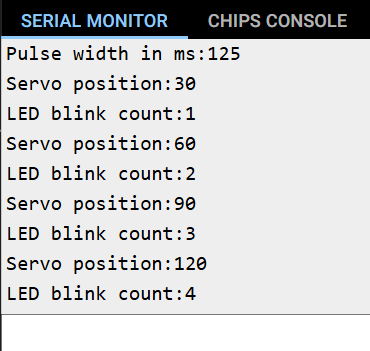 SERIAL MONITOR CHIPS CONSOLE
Pulse width in ms:125
Servo position:30
LED blink count:1
Servo position:60
LED blink count:2
Servo position:90
LED blink count:3
Servo position:120
LED blink count:4